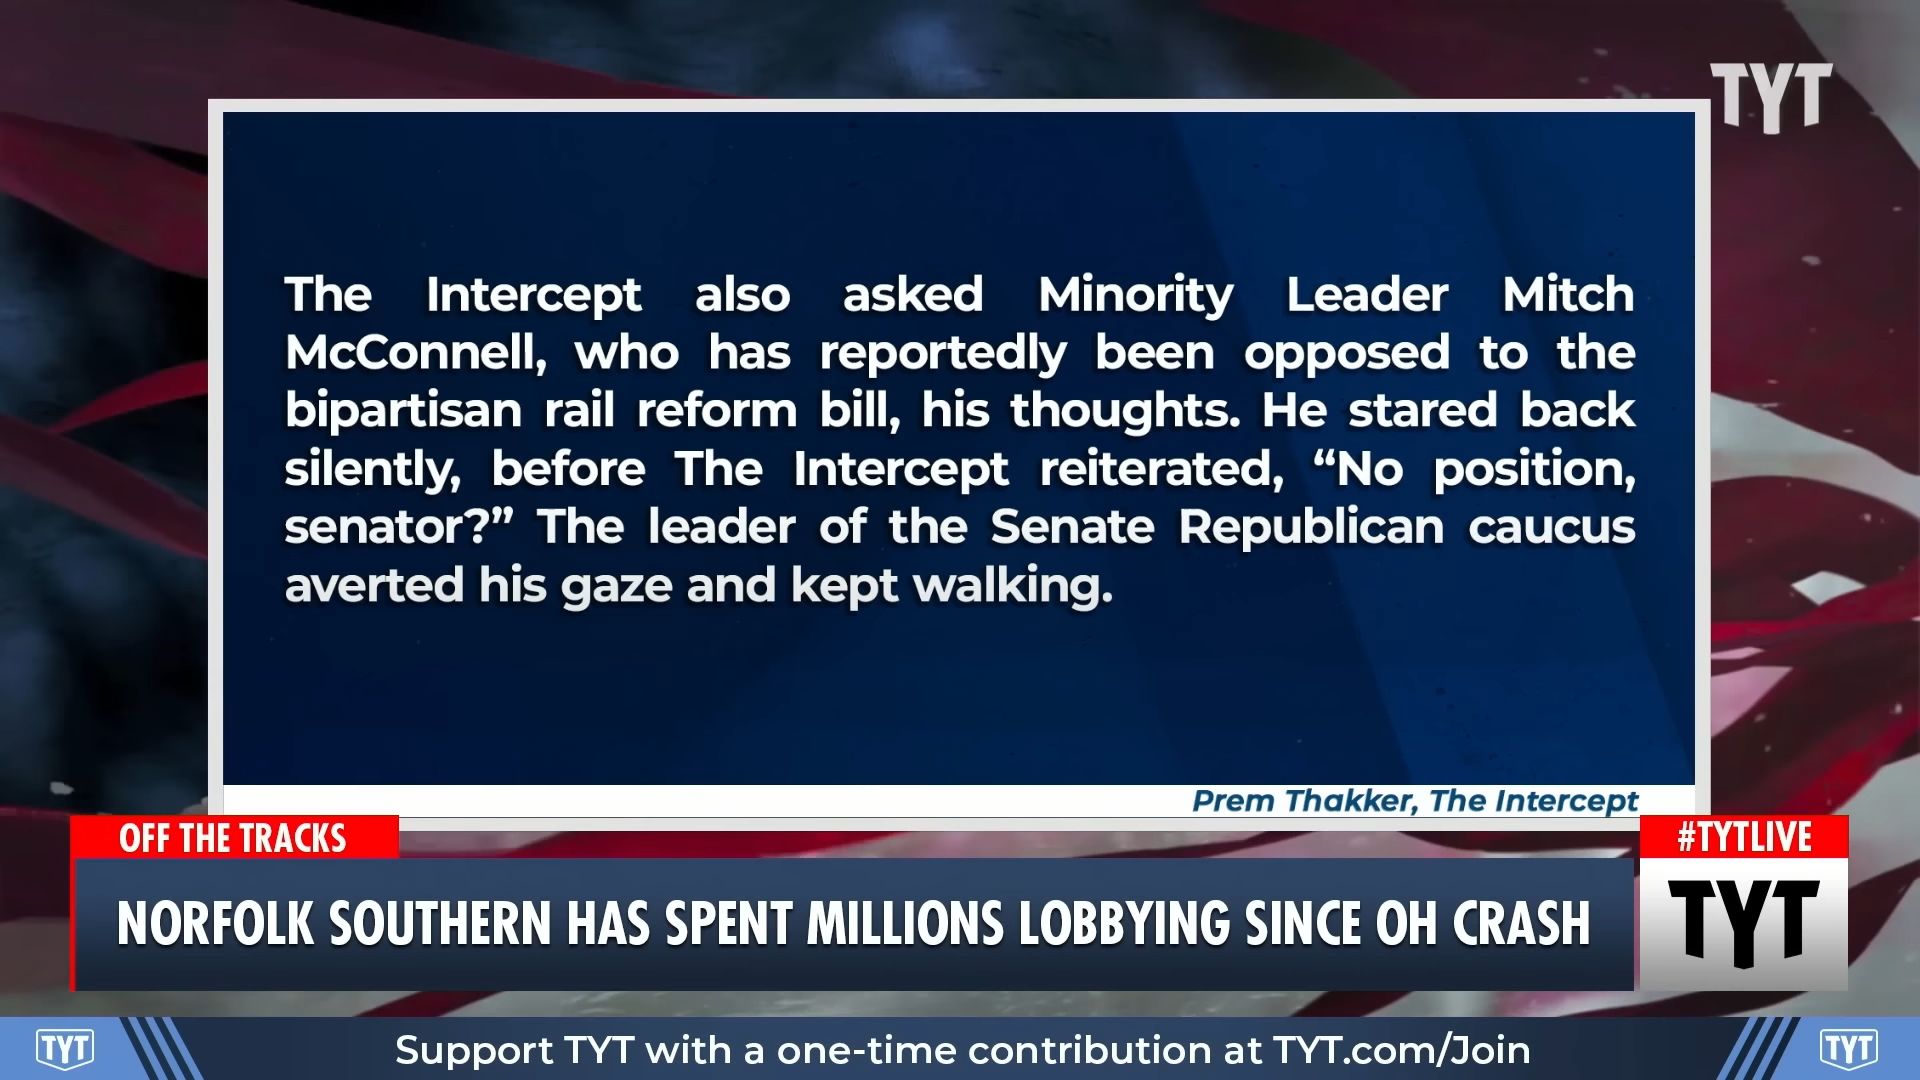 TYT
The Intercept also asked Minority Leader Mitch
McConnell, who has reportedly been opposed to the
bipartisan rail reform bill, his thoughts. He stared back
silently, before The Intercept reiterated, “No position,
senator?” The leader of the Senate Republican caucus
averted his gaze and kept walking.
Prem Thakker, The Intercept
OFF THE TRACKS
#TYTLIVE
NORFOLK SOUTHERN HAS SPENT MILLIONS LOBBYING SINCE OH CRASH
TYT
TYT
Support TYT with a one-time contribution at TYT.com/Join
TYT